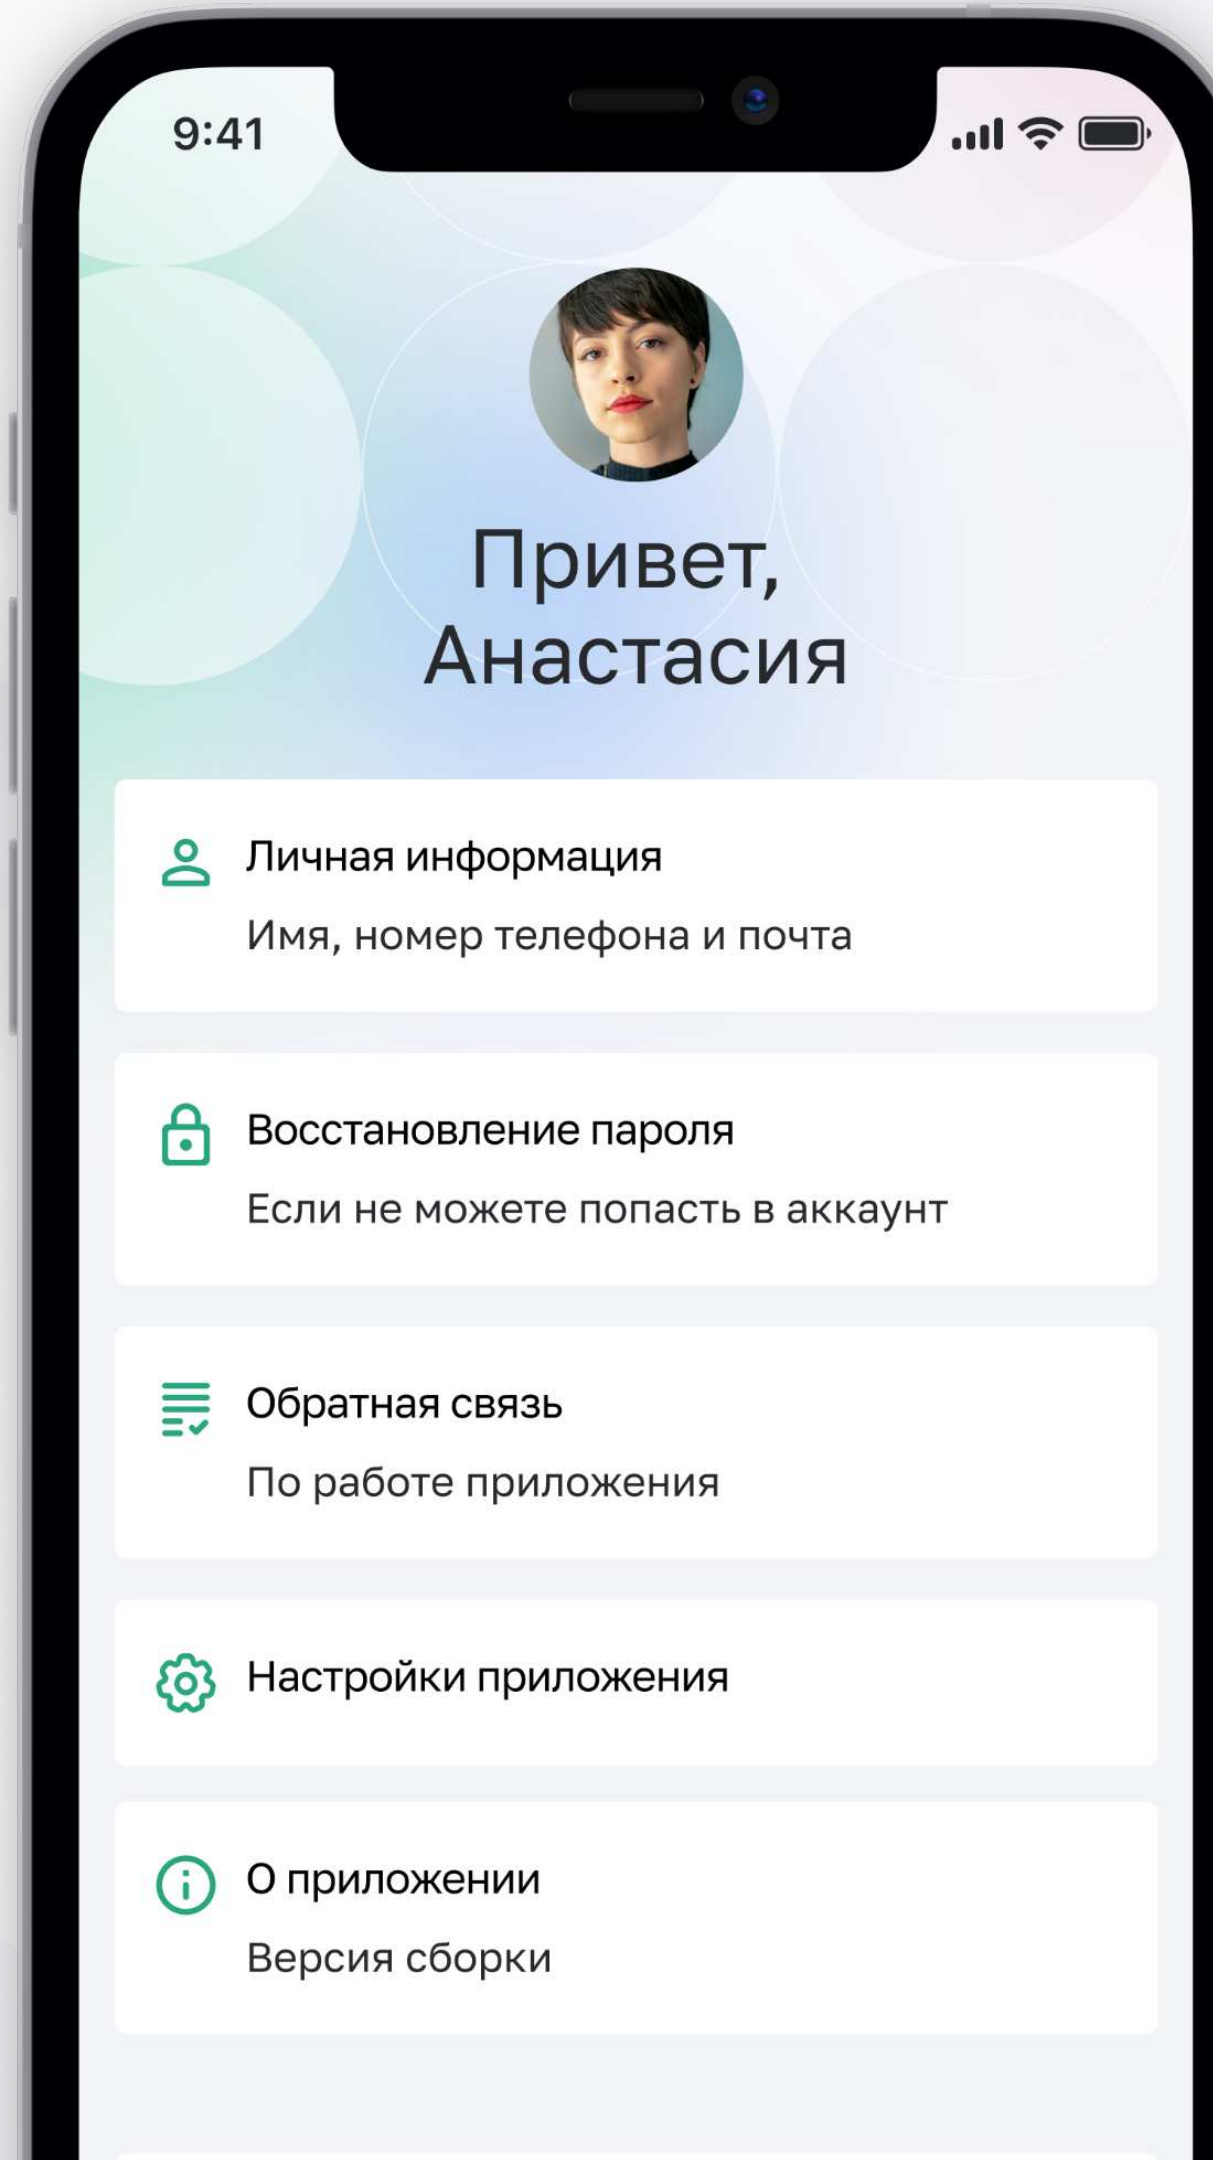 9:41
Привет,
Анастасия
Личная информация
Имя, номер телефона и почта
Восстановление пароля
Если не можете попасть в аккаунт
Обратная связь
По работе приложения
Настройки приложения
О приложении
Версия сборки